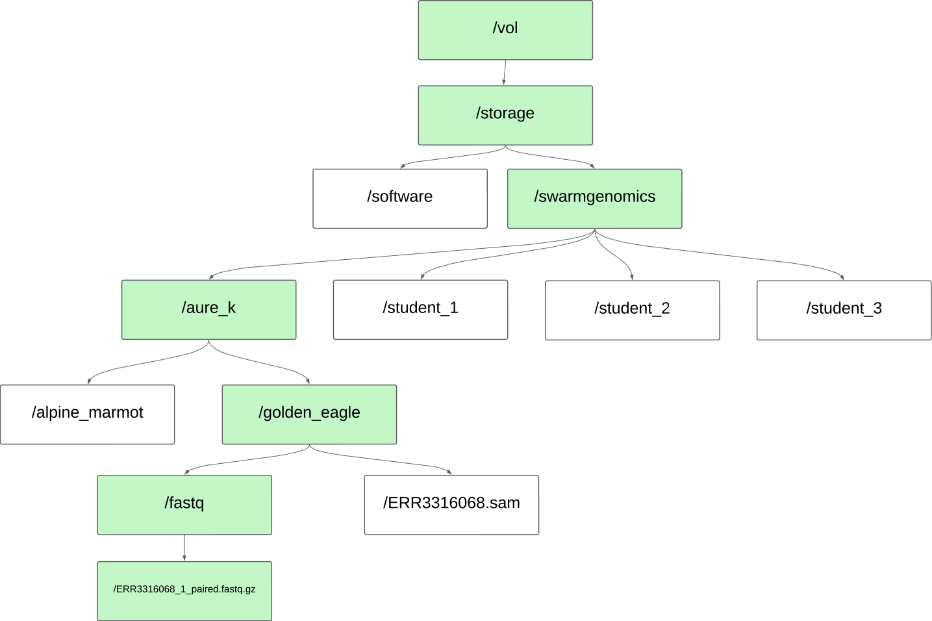 /vol
/storage
/software
/swarmgenomics
/aure_k
/student_1
/student_2
/student_3
/alpine_marmot
/golden_eagle
/fastq
/ERR3316068.sam
/ERR3316068_1_paired.fastq.gz